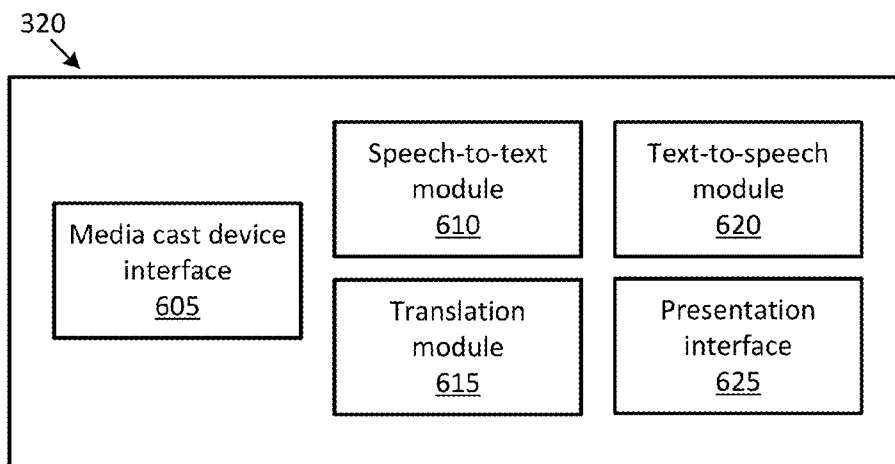 320
Speech-to-text
module
610
Text-to-speech
module
620
Media cast device
interface
605
Translation
module
615
Presentation
interface
625